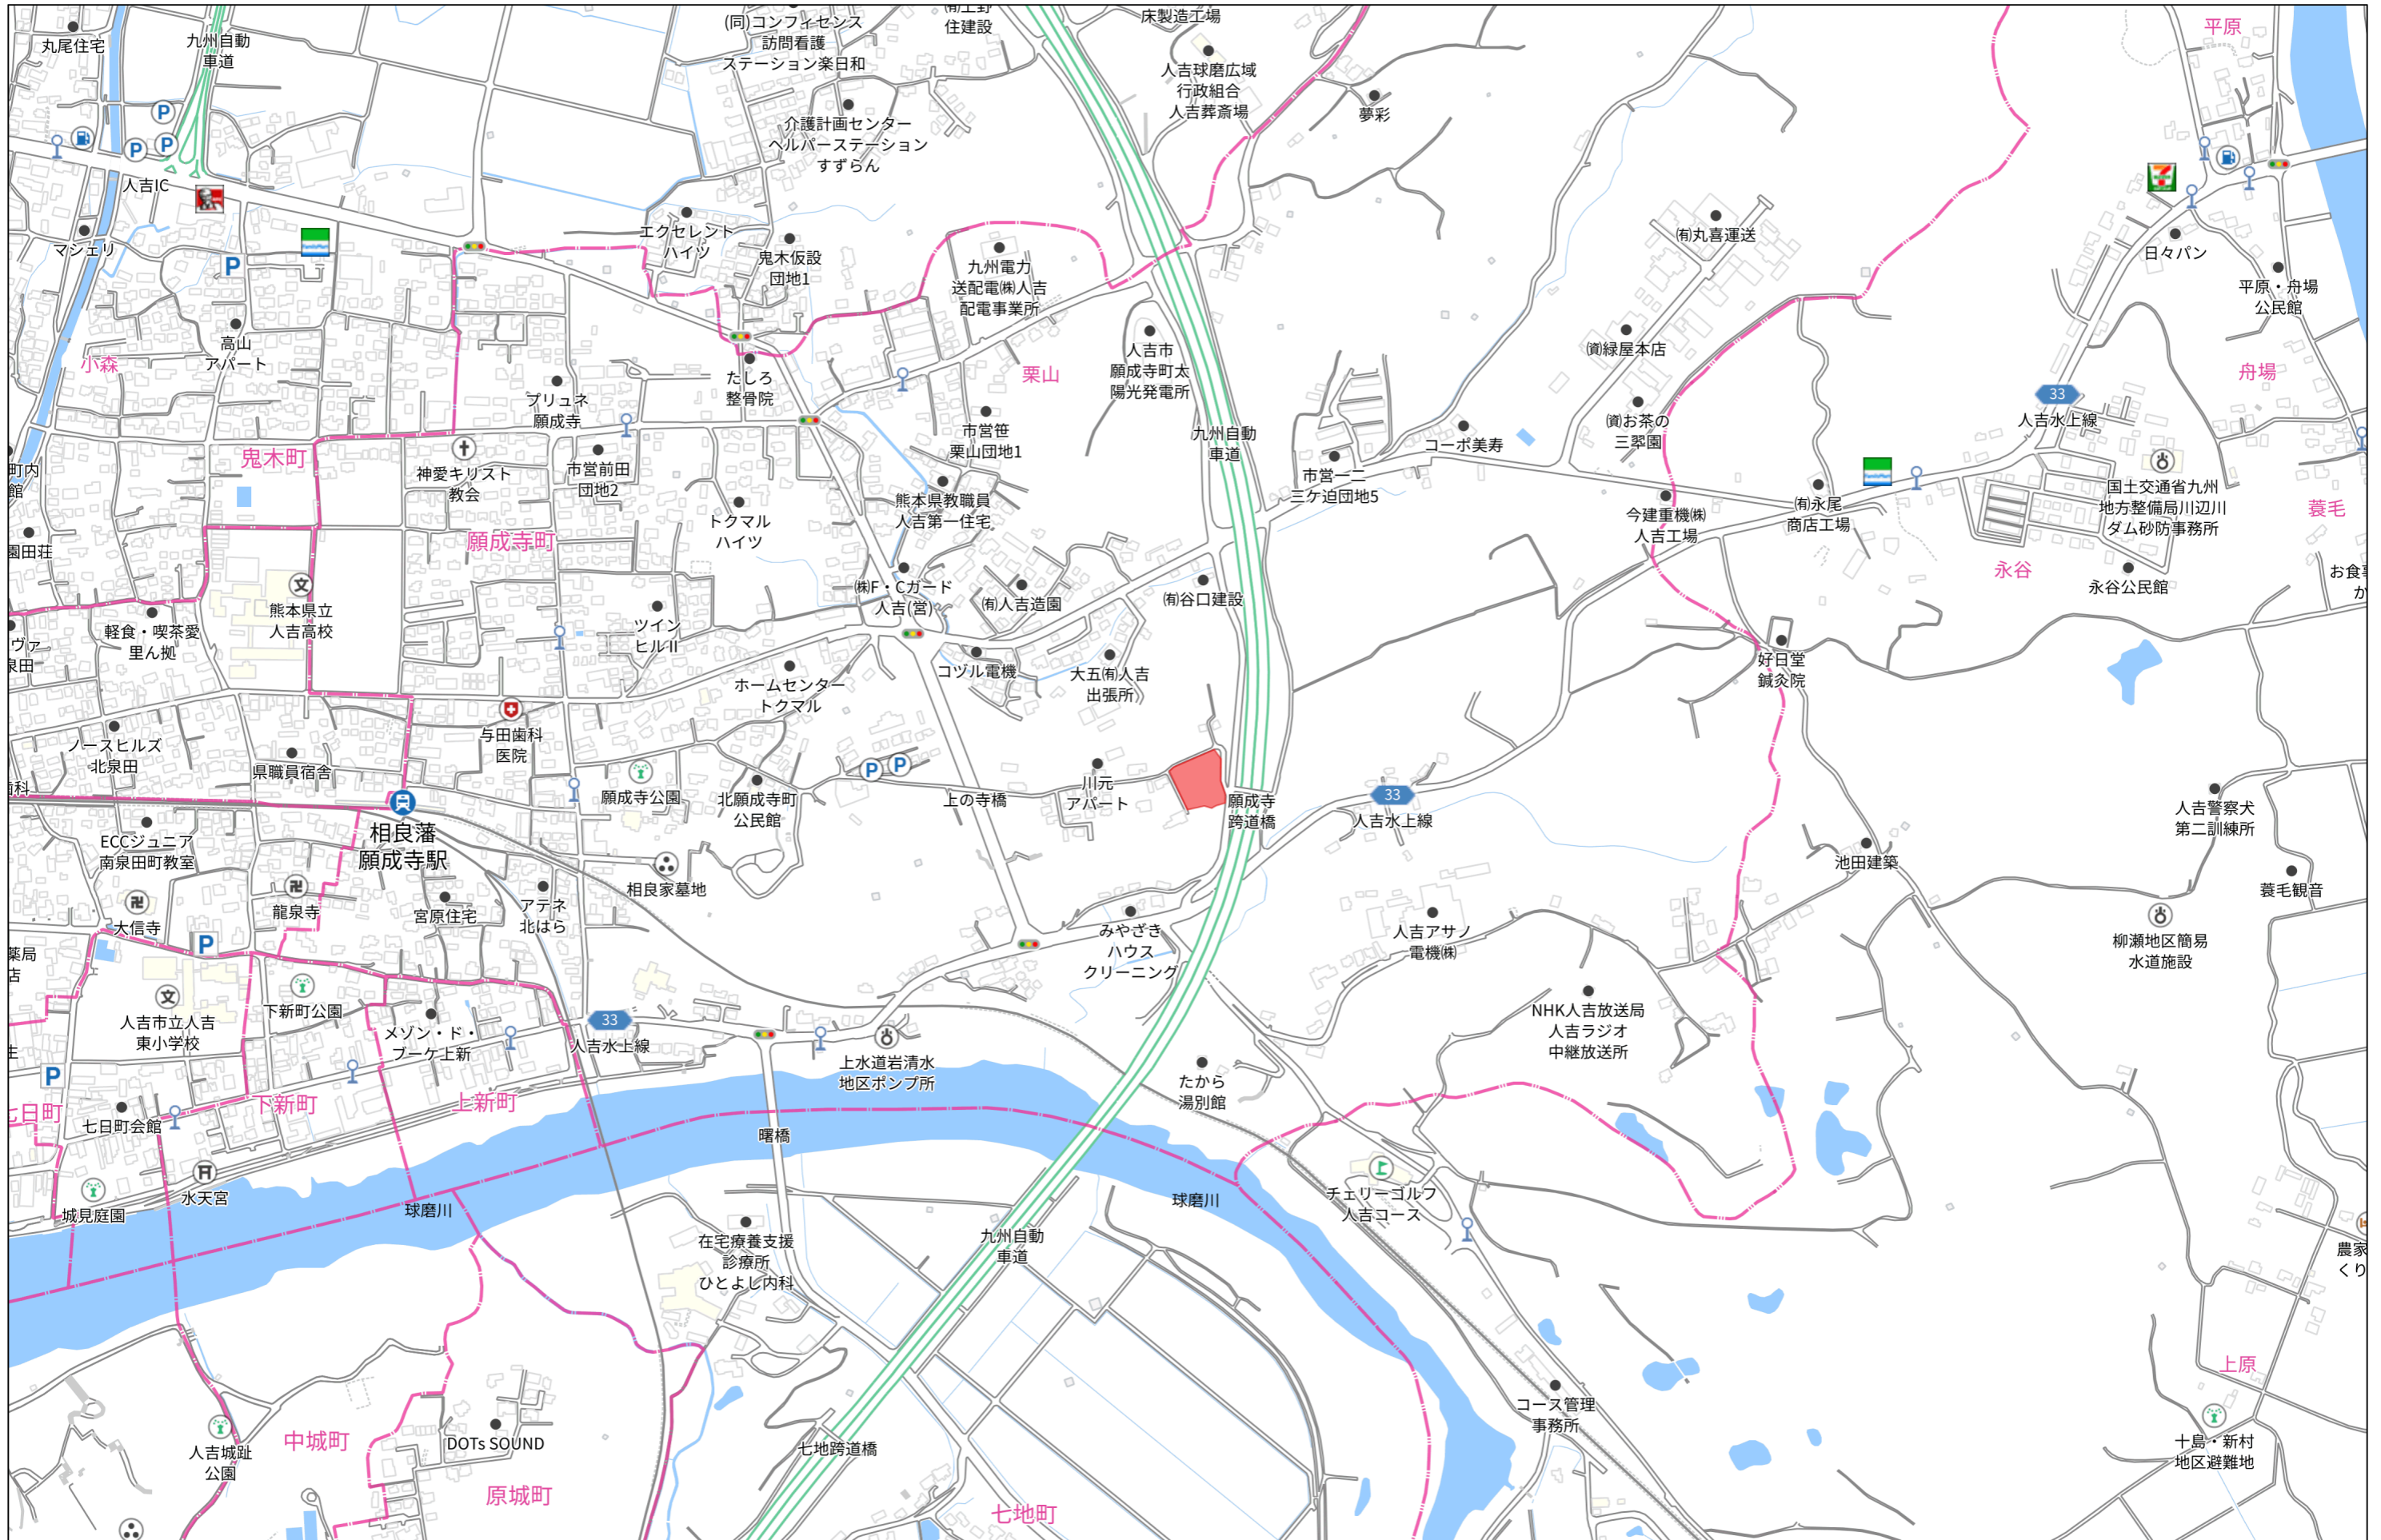 丸尾住宅
九州自動
車道
(同)コンフィセンス
訪問看護
ステーション楽日和
住建設
床製造工場
人吉球磨広域
行政組合
人吉葬斎場
夢彩
平原
介護計画センター
ヘルパーステーション
すずらん
P
P
P
人吉IC
マシェリ
P
エクセレント
ハイツ
鬼木仮設
団地1
九州電力
送配電㈱人吉
配電事業所
㈲丸喜運送
日々パン
平原・舟場
公民館
高山
アパート
小森
たしろ
整骨院
栗山
人吉市
願成寺町太
陽光発電所
㈾緑屋本店
舟場
プリュネ
願成寺
市営笹
栗山団地1
九州自動
車道
㈾お茶の
三翆園
33
人吉水上線
コーポ美寿
町内
館
鬼木町
神愛キリスト
教会
市営前田
団地2
市営一二
三ケ迫団地5
熊本県教職員
人吉第一住宅
トクマル
ハイツ
今建重機㈱
人吉工場
㈲永尾
商店工場
国土交通省九州
地方整備局川辺川
ダム砂防事務所
蓑毛
園田荘
願成寺町
文
熊本県立
人吉高校
㈱F・Cガード
人吉(営)
㈲人吉造園
㈲谷口建設
永谷
永谷公民館
お食事
か
軽食・喫茶愛
里ん拠
ヴァ
泉田
ツイン
ヒルⅡ
コヅル電機
大五㈲人吉
出張所
好日堂
鍼灸院
ホームセンター
トクマル
ノースヒルズ
北泉田
与田歯科
医院
県職員宿舎
歯科
願成寺公園
P
P
北願成寺町
公民館
上の寺橋
川元
アパート
願成寺
跨道橋
33
人吉水上線
人吉警察犬
第二訓練所
相良藩
願成寺駅
ECCジュニア
南泉田町教室
池田建築
相良家墓地
蓑毛観音
大信寺
龍泉寺
宮原住宅
アテネ
北はら
みやざき
ハウス
クリーニング
人吉アサノ
電機㈱
柳瀬地区簡易
水道施設
薬局
店
P
文
人吉市立人吉
東小学校
下新町公園
メゾン・ド・
ブーケ上新
33
人吉水上線
NHK人吉放送局
人吉ラジオ
中継放送所
上水道岩清水
地区ポンプ所
たから
湯別館
P
七日町
下新町
上新町
七日町会館
曙橋
水天宮
城見庭園
球磨川
球磨川
チェリーゴルフ
人吉コース
在宅療養支援
診療所
ひとよし内科
九州自動
車道
農家
くり
上原
コース管理
事務所
人吉城趾
公園
中城町
DOTs SOUND
七地跨道橋
十島・新村
地区避難地
原城町
七地町